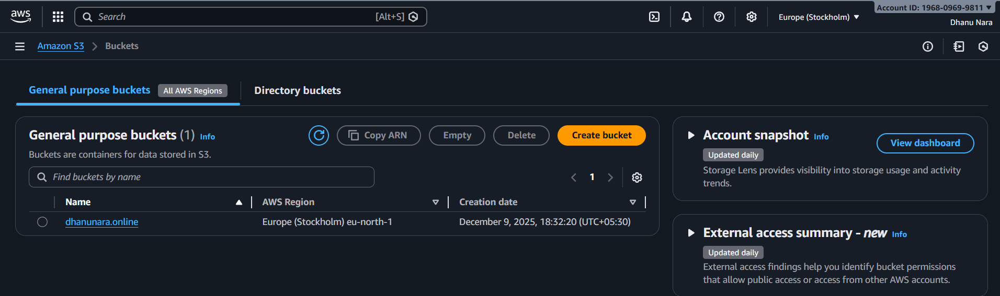 aws
Search
[Alt+S]
Europe (Stockholm)
Account ID: 1968-0969-9811
Dhanu Nara
Amazon S3
Buckets
General purpose buckets
All AWS Regions
Directory buckets
General purpose buckets (1) Info
Copy ARN
Empty
Delete
Create bucket
Buckets are containers for data stored in S3.
Find buckets by name
1
Name
AWS Region
Creation date
dhanunara.online
Europe (Stockholm) eu-north-1
December 9, 2025, 18:32:20 (UTC+05:30)
Account snapshot Info
View dashboard
Updated daily
Storage Lens provides visibility into storage usage and activity
trends.
External access summary - new Info
Updated daily
External access findings help you identify bucket permissions
that allow public access or access from other AWS accounts.